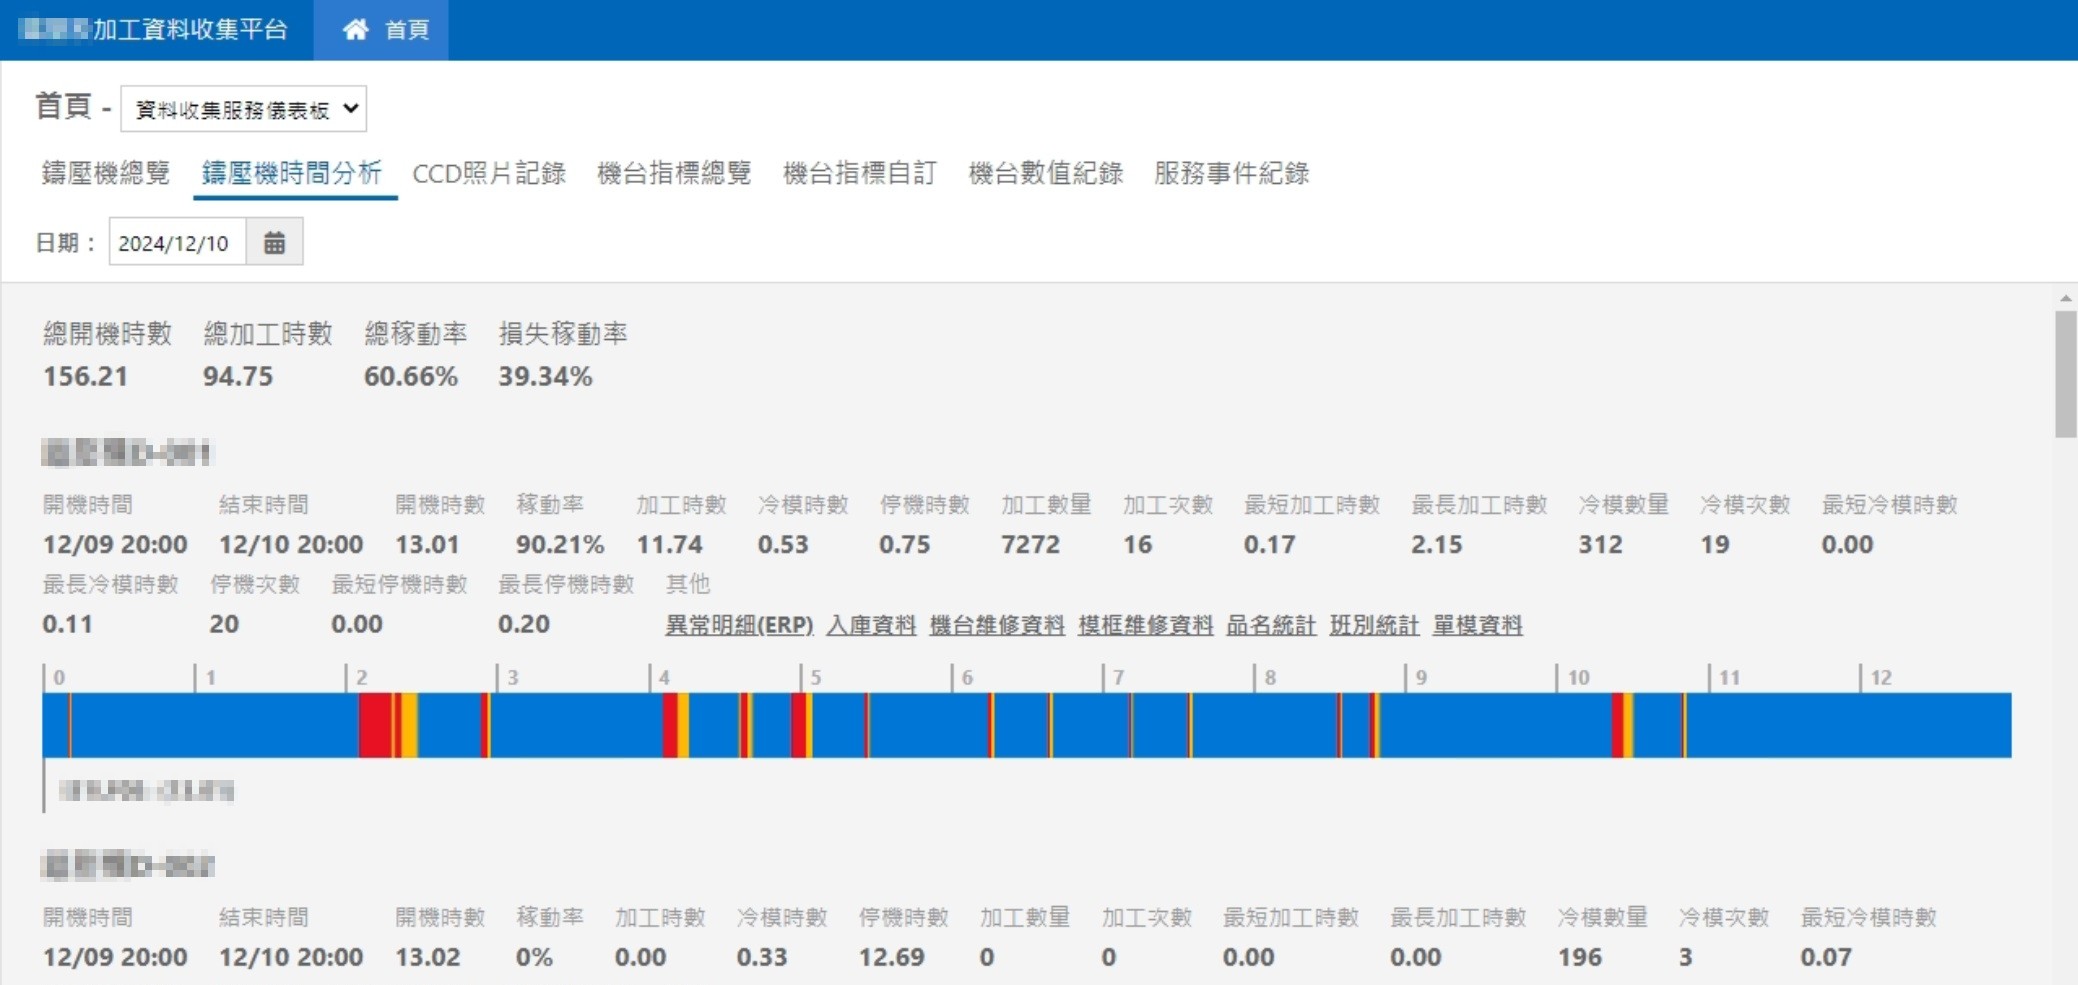 加工資料收集平台 首頁
首頁 - 資料收集服務儀表板
鑄壓機總覽 鑄壓機時間分析 CCD照片記錄 機台指標總覽 機台指標自訂 機台數值紀錄 服務事件紀錄
日期： 2024/12/10
總開機時數 總加工時數 總稼動率 損失稼動率
156.21 94.75 60.66% 39.34%
開機時間 結束時間 開機時數 稼動率 加工時數 冷模時數 停機時數 加工數量 加工次數 最短加工時數 最長加工時數 冷模數量 冷模次數 最短冷模時數
12/09 20:00 12/10 20:00 13.01 90.21% 11.74 0.53 0.75 7272 16 0.17 2.15 312 19 0.00
最長冷模時數 停機次數 最短停機時數 最長停機時數 其他
0.11 20 0.00 0.20 異常明細(ERP) 入庫資料 機台維修資料 模框維修資料 品名統計 班別統計 單模資料
0 1 2 3 4 5 6 7 8 9 10 11 12
開機時間 結束時間 開機時數 稼動率 加工時數 冷模時數 停機時數 加工數量 加工次數 最短加工時數 最長加工時數 冷模數量 冷模次數 最短冷模時數
12/09 20:00 12/10 20:00 13.02 0% 0.00 0.33 12.69 0 0 0.00 0.00 196 3 0.07